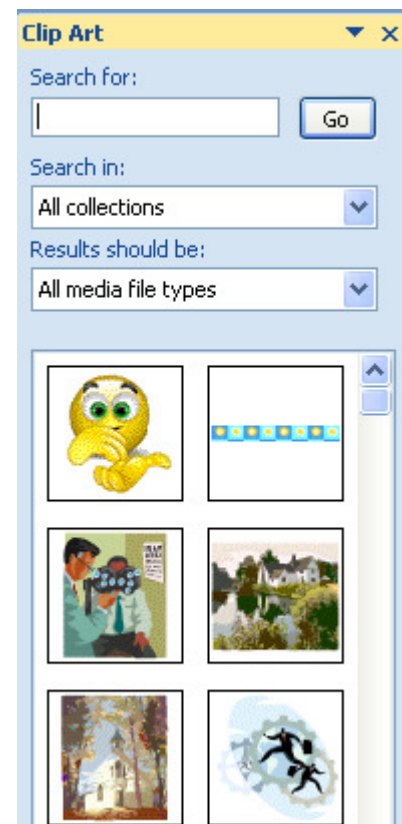 Clip Art
Search for:
Go
Search in:
All collections
Results should be:
All media file types